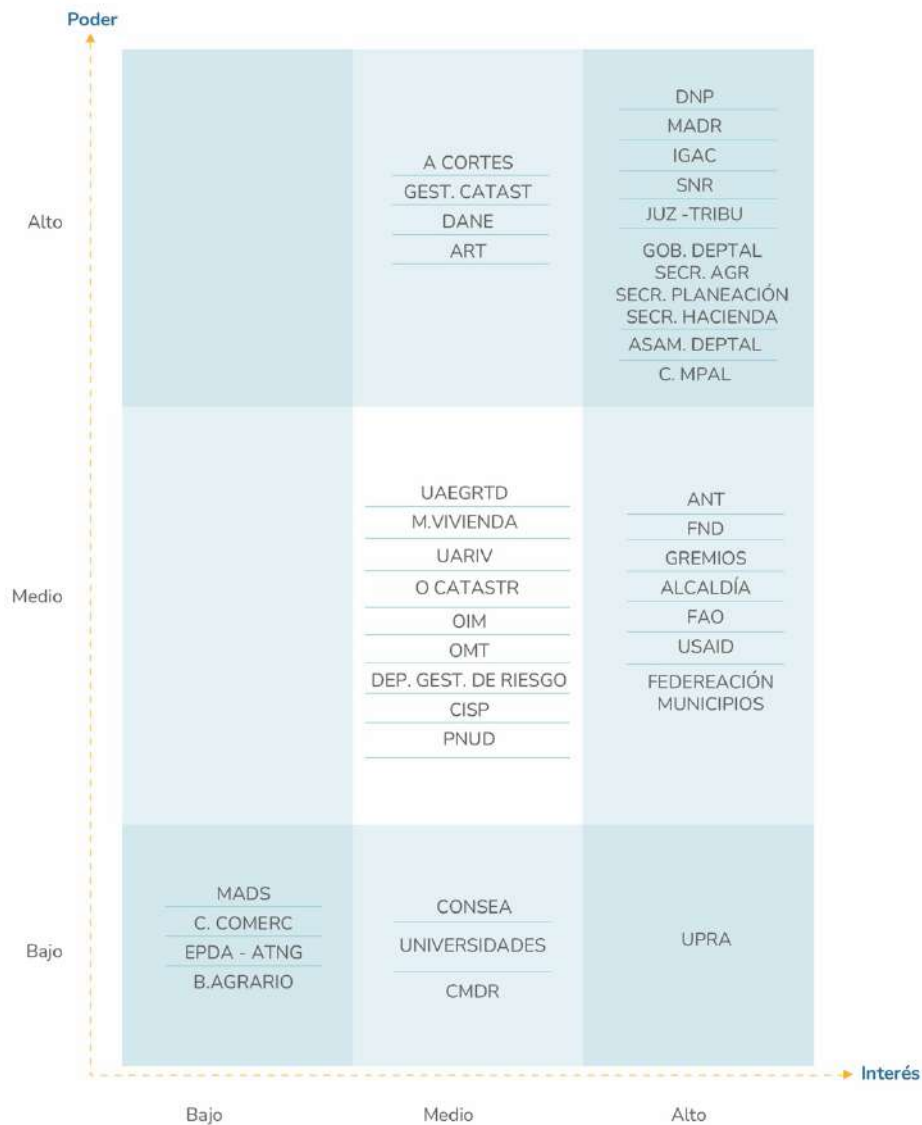 Poder
Alto
A CORTES
GEST. CATAST
DANE
ART
DNP
MADR
IGAC
SNR
JUZ -TRIBU
GOB. DEPTAL
SECR. AGR
SECR. PLANEACIÓN
SECR. HACIENDA
ASAM. DEPTAL
C. MPAL
Medio
UAEGRTD
M.VIVIENDA
UARIV
O CATASTR
OIM
OMT
DEP. GEST. DE RIESGO
CISP
PNUD
ANT
FND
GREMIOS
ALCALDÍA
FAO
USAID
FEDEREACIÓN
MUNICIPIOS
Bajo
MADS
C. COMERC
EPDA - ATNG
B.AGRARIO
CONSEA
UNIVERSIDADES
CMDR
UPRA
Interés
Bajo
Medio
Alto